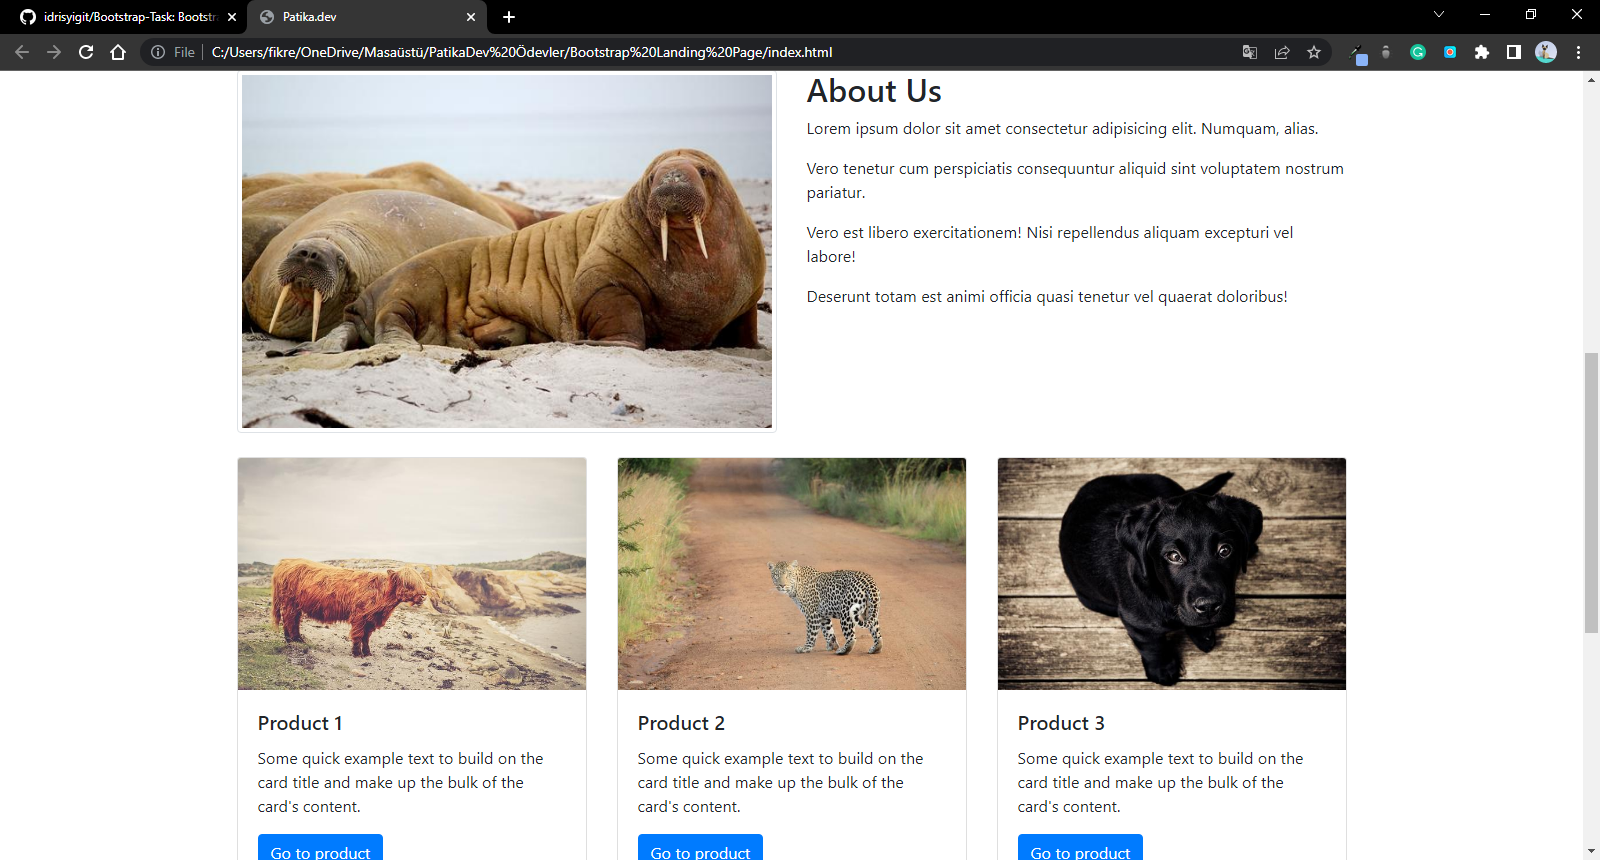 idrisyigit/Bootstrap-Task: Bootstr
Patika.dev
File
C:/Users/fikre/OneDrive/Masaüstü/PatikaDev%20Ödevler/Bootstrap%20Landing%20Page/index.html
About Us
Lorem ipsum dolor sit amet consectetur adipisicing elit. Numquam, alias.
Vero tenetur cum perspiciatis consequuntur aliquid sint voluptatem nostrum
pariatur.
Vero est libero exercitationem! Nisi repellendus aliquam excepturi vel
labore!
Deserunt totam est animi officia quasi tenetur vel quaerat doloribus!
Product 1
Some quick example text to build on the
card title and make up the bulk of the
card's content.
Go to product
Product 2
Some quick example text to build on the
card title and make up the bulk of the
card's content.
Go to product
Product 3
Some quick example text to build on the
card title and make up the bulk of the
card's content.
Go to product